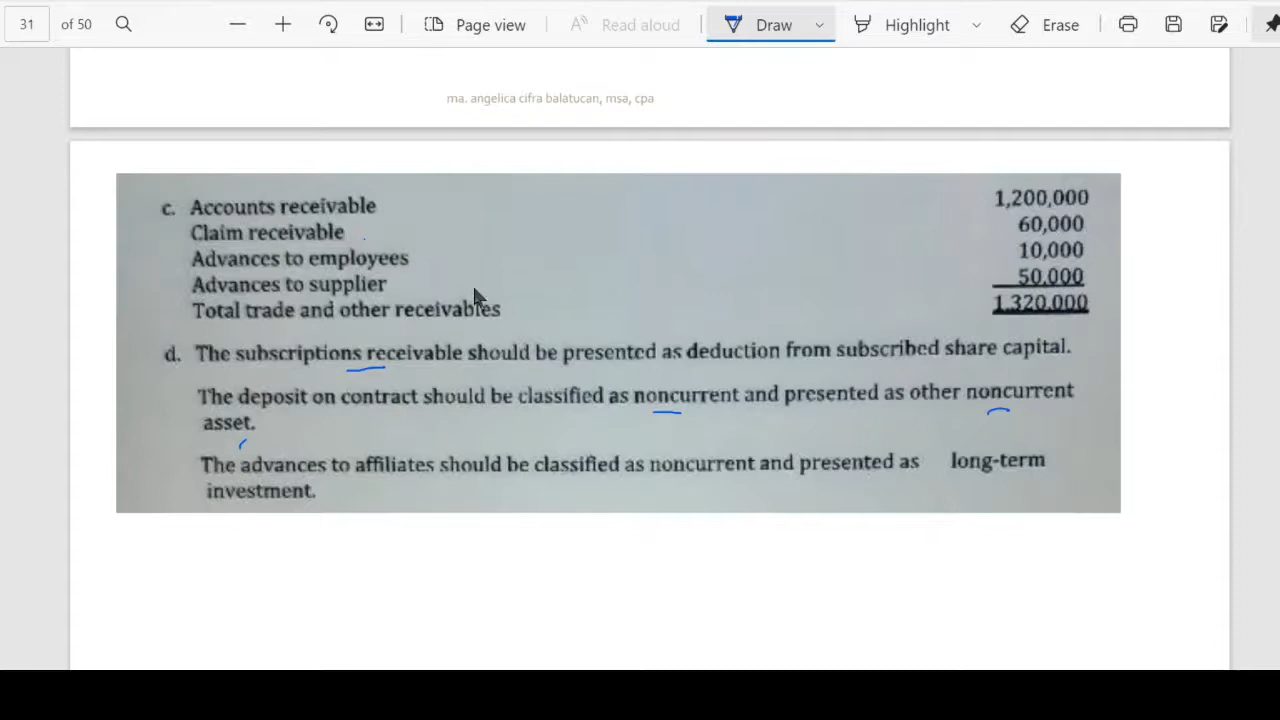 31 of 50 Page view Read aloud Draw Highlight Erase
ma. angelica cifra balatucan, msa, cpa
c. Accounts receivable 1,200,000
Claim receivable 60,000
Advances to employees 10,000
Advances to supplier 50,000
Total trade and other receivables 1,320,000
d. The subscriptions receivable should be presented as deduction from subscribed share capital.
The deposit on contract should be classified as noncurrent and presented as other noncurrent
asset.
The advances to affiliates should be classified as noncurrent and presented as long-term
investment.